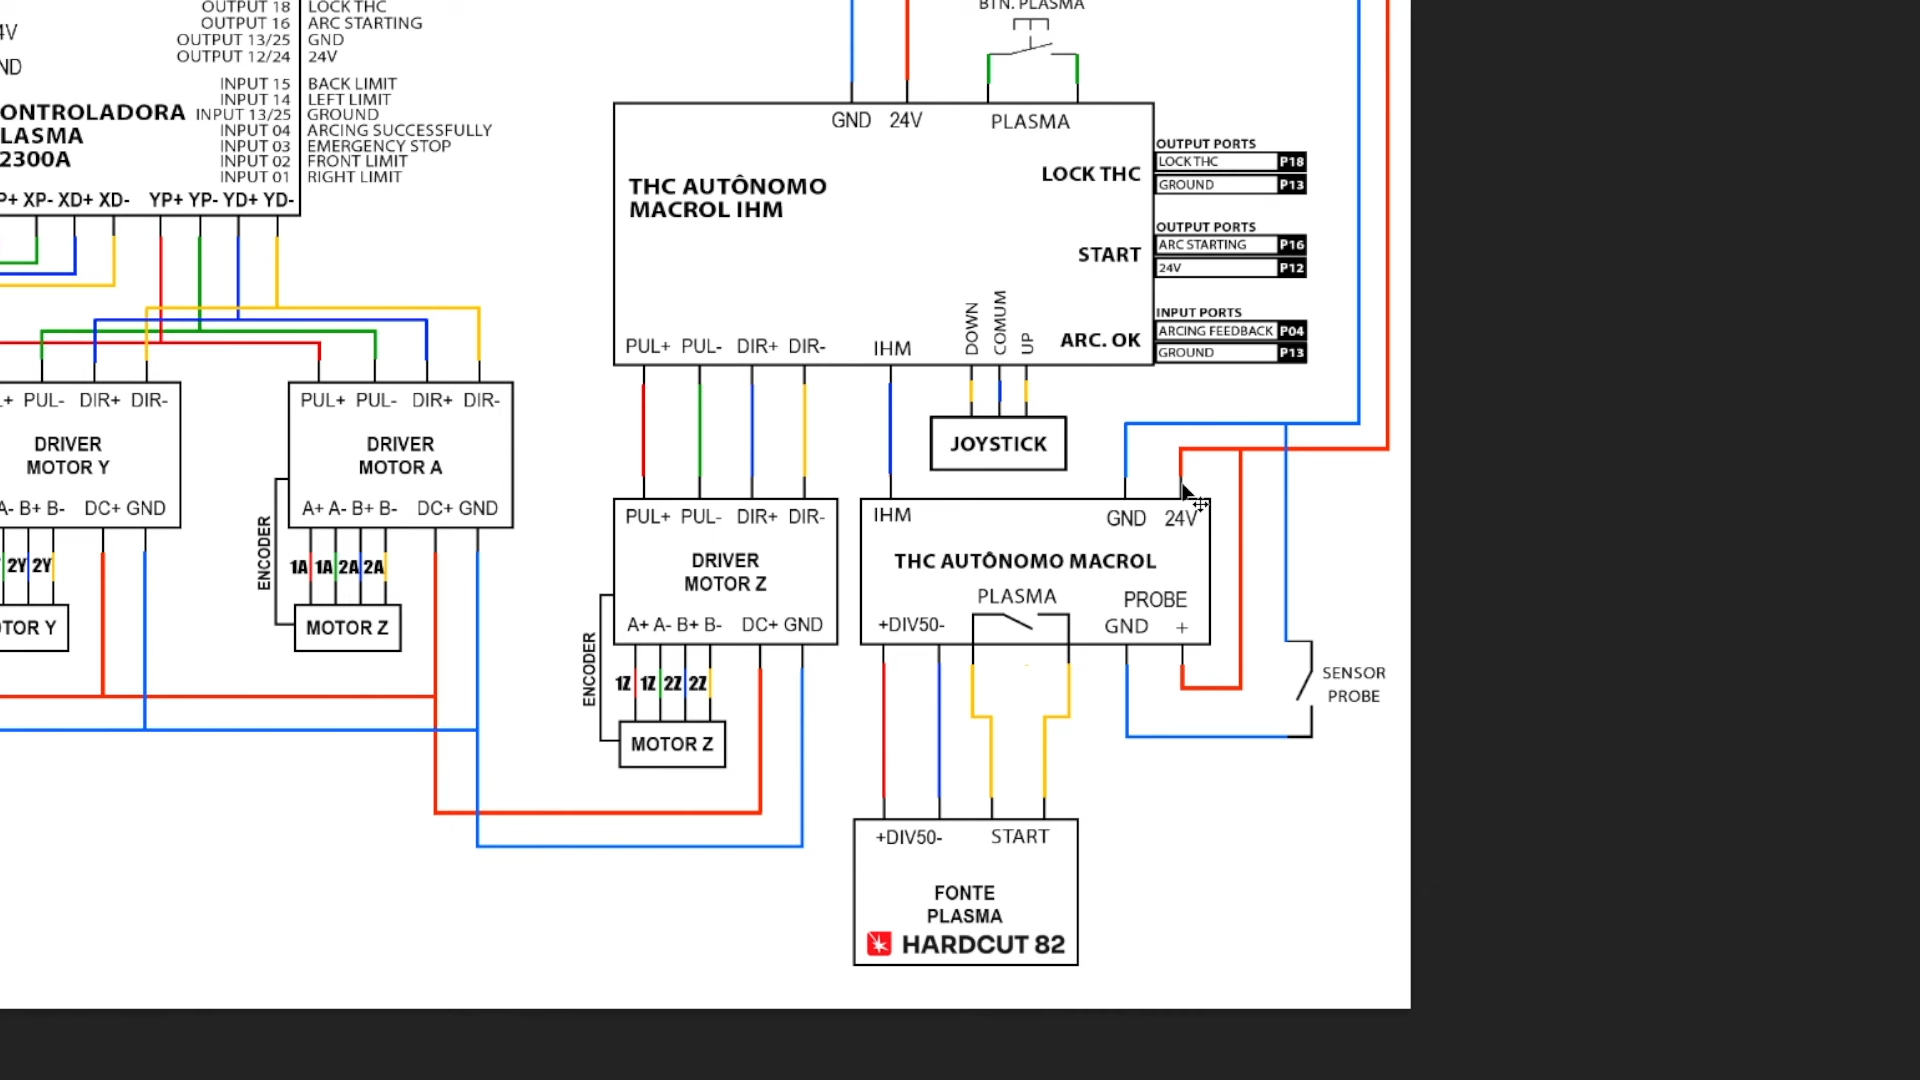 OUTPUT 18 LOCK THC
OUTPUT 16 ARC STARTING
OUTPUT 13/25 GND
OUTPUT 12/24 24V
INPUT 15 BACK LIMIT
INPUT 14 LEFT LIMIT
INPUT 13/25 GROUND
INPUT 04 ARCING SUCCESSFULLY
INPUT 03 EMERGENCY STOP
INPUT 02 FRONT LIMIT
INPUT 01 RIGHT LIMIT
4V
ND
ONTROLADORA
LASMA
2300A
P+ XP- XD+ XD- YP+ YP- YD+ YD-
L+ PUL- DIR+ DIR-
DRIVER
MOTOR Y
A- B+ B- DC+ GND
2Y 2Y
TOR Y
PUL+ PUL- DIR+ DIR-
DRIVER
MOTOR A
A+ A- B+ B- DC+ GND
ENCODER
1A 1A 2A 2A
MOTOR Z
BTN. PLASMA
GND 24V PLASMA
THC AUTÔNOMO
MACROL IHM
LOCK THC
START
ARC. OK
PUL+ PUL- DIR+ DIR- IHM
DOWN
COMUM
UP
OUTPUT PORTS
LOCK THC P18
GROUND P13
OUTPUT PORTS
ARC STARTING P16
24V P12
INPUT PORTS
ARCING FEEDBACK P04
GROUND P13
JOYSTICK
PUL+ PUL- DIR+ DIR-
DRIVER
MOTOR Z
A+ A- B+ B- DC+ GND
ENCODER
1Z 1Z 2Z 2Z
MOTOR Z
IHM GND 24V
THC AUTÔNOMO MACROL
PLASMA
PROBE
+DIV50- GND +
SENSOR
PROBE
+DIV50- START
FONTE
PLASMA
HARDCUT 82